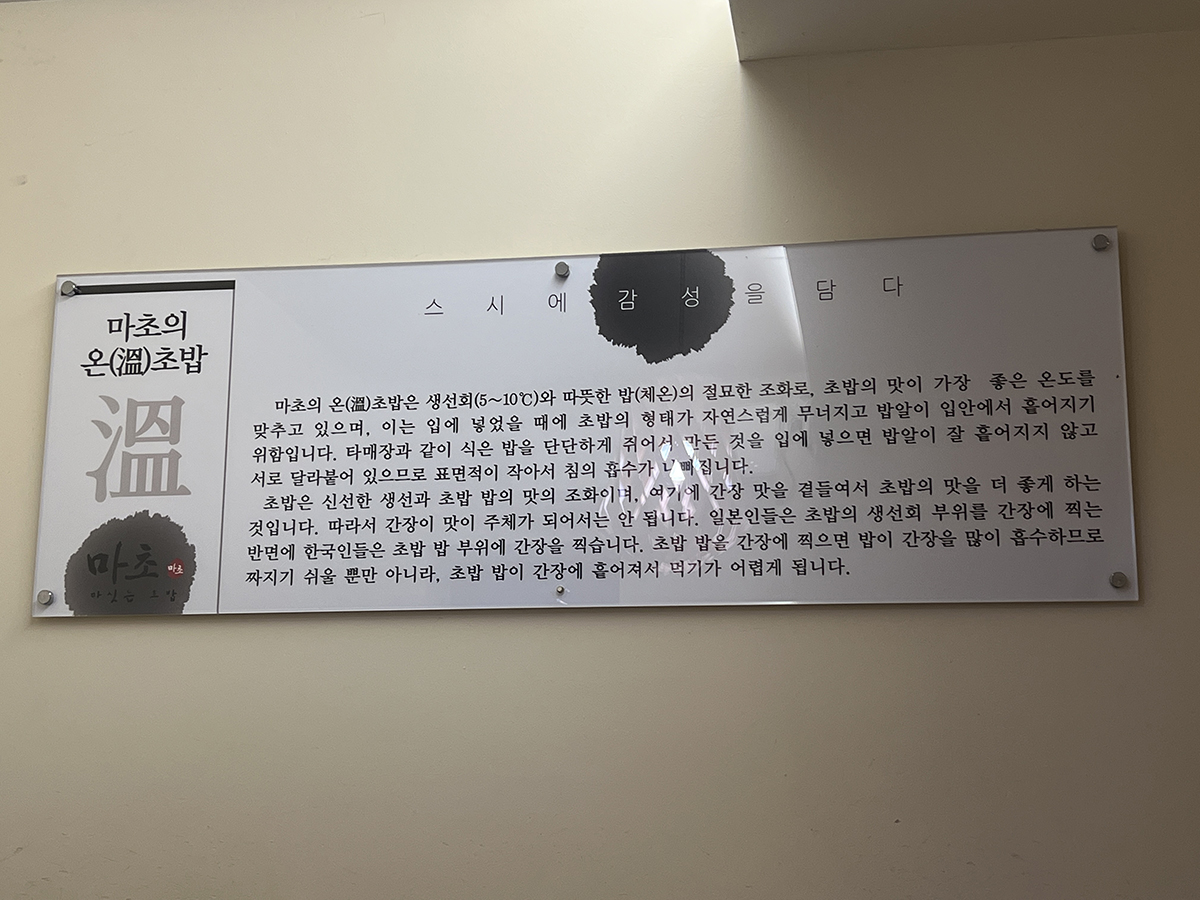 마초의
온(溫)초밥
溫
마초
마초
맛있는 초밥
스시에 감성을 담다
마초의 온(溫)초밥은 생선회(5~10℃)와 따뜻한 밥(체온)의 절묘한 조화로, 초밥의 맛이 가장 좋은 온도를
맞추고 있으며, 이는 입에 넣었을 때에 초밥의 형태가 자연스럽게 무너지고 밥알이 입안에서 흩어지기
위함입니다. 타매장과 같이 식은 밥을 단단하게 쥐어서 만든 것을 입에 넣으면 밥알이 잘 흩어지지 않고
서로 달라붙어 있으므로 표면적이 작아서 침의 흡수가 나빠집니다.
초밥은 신선한 생선과 초밥 밥의 맛의 조화이며, 여기에 간장 맛을 곁들여서 초밥의 맛을 더 좋게 하는
것입니다. 따라서 간장이 맛이 주체가 되어서는 안 됩니다. 일본인들은 초밥의 생선회 부위를 간장에 찍는
반면에 한국인들은 초밥 밥 부위에 간장을 찍습니다. 초밥 밥을 간장에 찍으면 밥이 간장을 많이 흡수하므로
짜지기 쉬울 뿐만 아니라, 초밥 밥이 간장에 흩어져서 먹기가 어렵게 됩니다.